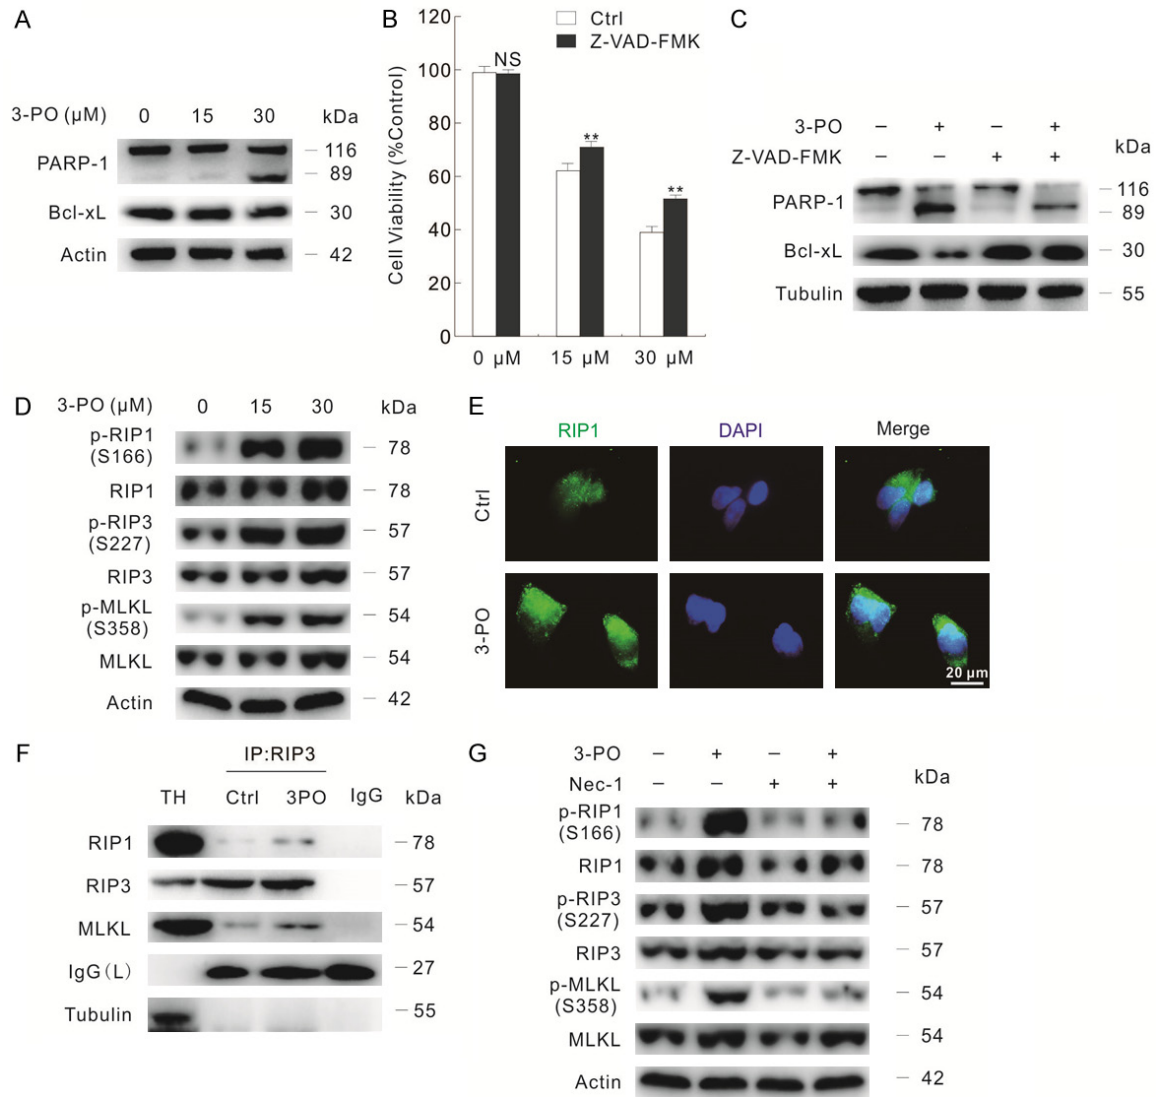 A
3-PO (µM) 0 15 30 kDa
PARP-1 116
89
Bcl-xL 30
Actin 42
B
Ctrl
Z-VAD-FMK
Cell Viability (%Control)
120
100
80
60
40
20
0
NS
**
**
0 µM 15 µM 30 µM
C
3-PO − + − +
Z-VAD-FMK − − + +
kDa
PARP-1 116
89
Bcl-xL 30
Tubulin 55
D
3-PO (µM) 0 15 30 kDa
p-RIP1
(S166) 78
RIP1 78
p-RIP3
(S227) 57
RIP3 57
p-MLKL
(S358) 54
MLKL 54
Actin 42
E
RIP1 DAPI Merge
Ctrl
3-PO
20 µm
F
IP:RIP3
TH Ctrl 3PO IgG kDa
RIP1 78
RIP3 57
MLKL 54
IgG(L) 27
Tubulin 55
G
3-PO − + − +
Nec-1 − − + +
kDa
p-RIP1
(S166) 78
RIP1 78
p-RIP3
(S227) 57
RIP3 57
p-MLKL
(S358) 54
MLKL 54
Actin 42